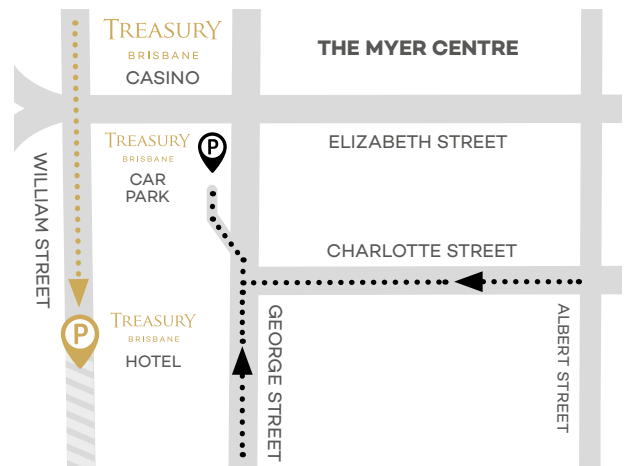 TREASURY
BRISBANE
CASINO
THE MYER CENTRE
TREASURY
BRISBANE
CAR
PARK
P
ELIZABETH STREET
WILLIAM STREET
CHARLOTTE STREET
P
TREASURY
BRISBANE
HOTEL
GEORGE STREET
ALBERT STREET